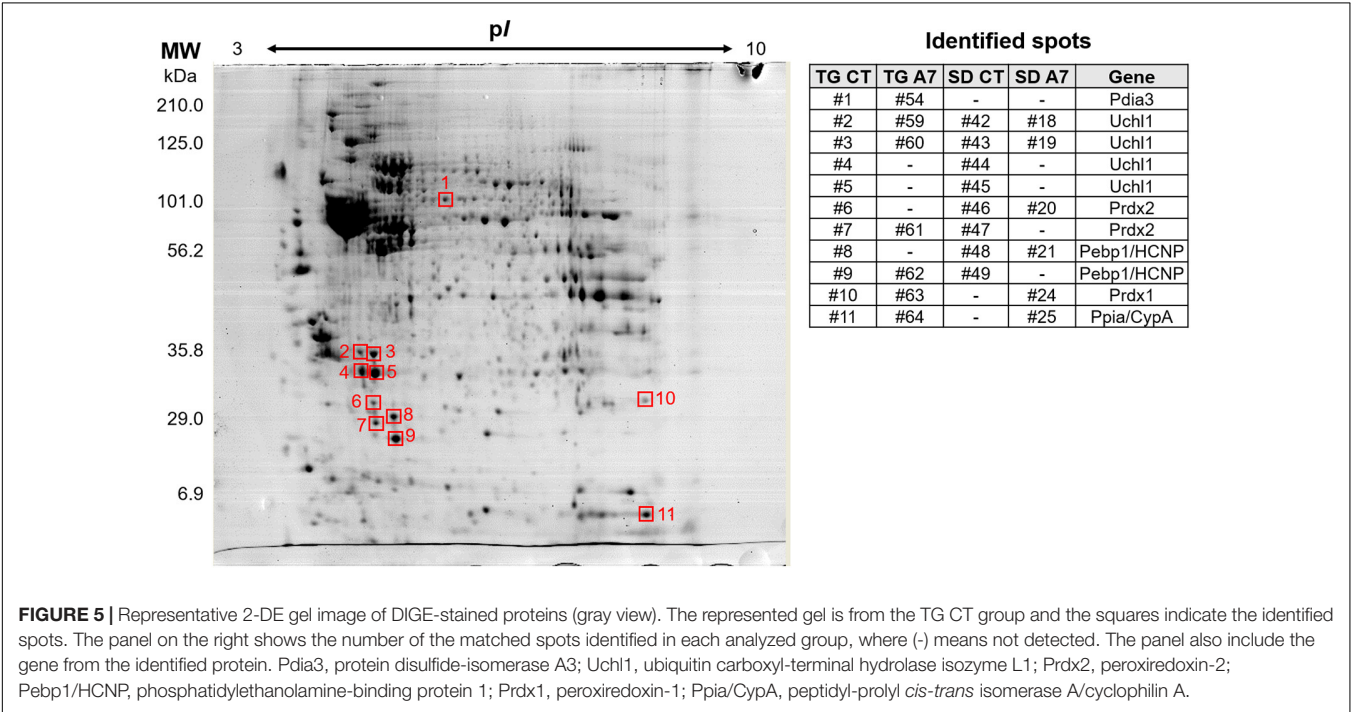 pI
MW 3 10
kDa
210.0
125.0
101.0
56.2
35.8
29.0
6.9
1
2 3
4 5
6
7 8
9
10
11
Identified spots
TG CT TG A7 SD CT SD A7 Gene
#1 #54 - - Pdia3
#2 #59 #42 #18 Uchl1
#3 #60 #43 #19 Uchl1
#4 - #44 - Uchl1
#5 - #45 - Uchl1
#6 - #46 #20 Prdx2
#7 #61 #47 - Prdx2
#8 - #48 #21 Pebp1/HCNP
#9 #62 #49 - Pebp1/HCNP
#10 #63 - #24 Prdx1
#11 #64 - #25 Ppia/CypA
FIGURE 5 | Representative 2-DE gel image of DIGE-stained proteins (gray view). The represented gel is from the TG CT group and the squares indicate the identified
spots. The panel on the right shows the number of the matched spots identified in each analyzed group, where (-) means not detected. The panel also include the
gene from the identified protein. Pdia3, protein disulfide-isomerase A3; Uchl1, ubiquitin carboxyl-terminal hydrolase isozyme L1; Prdx2, peroxiredoxin-2;
Pebp1/HCNP, phosphatidylethanolamine-binding protein 1; Prdx1, peroxiredoxin-1; Ppia/CypA, peptidyl-prolyl cis-trans isomerase A/cyclophilin A.